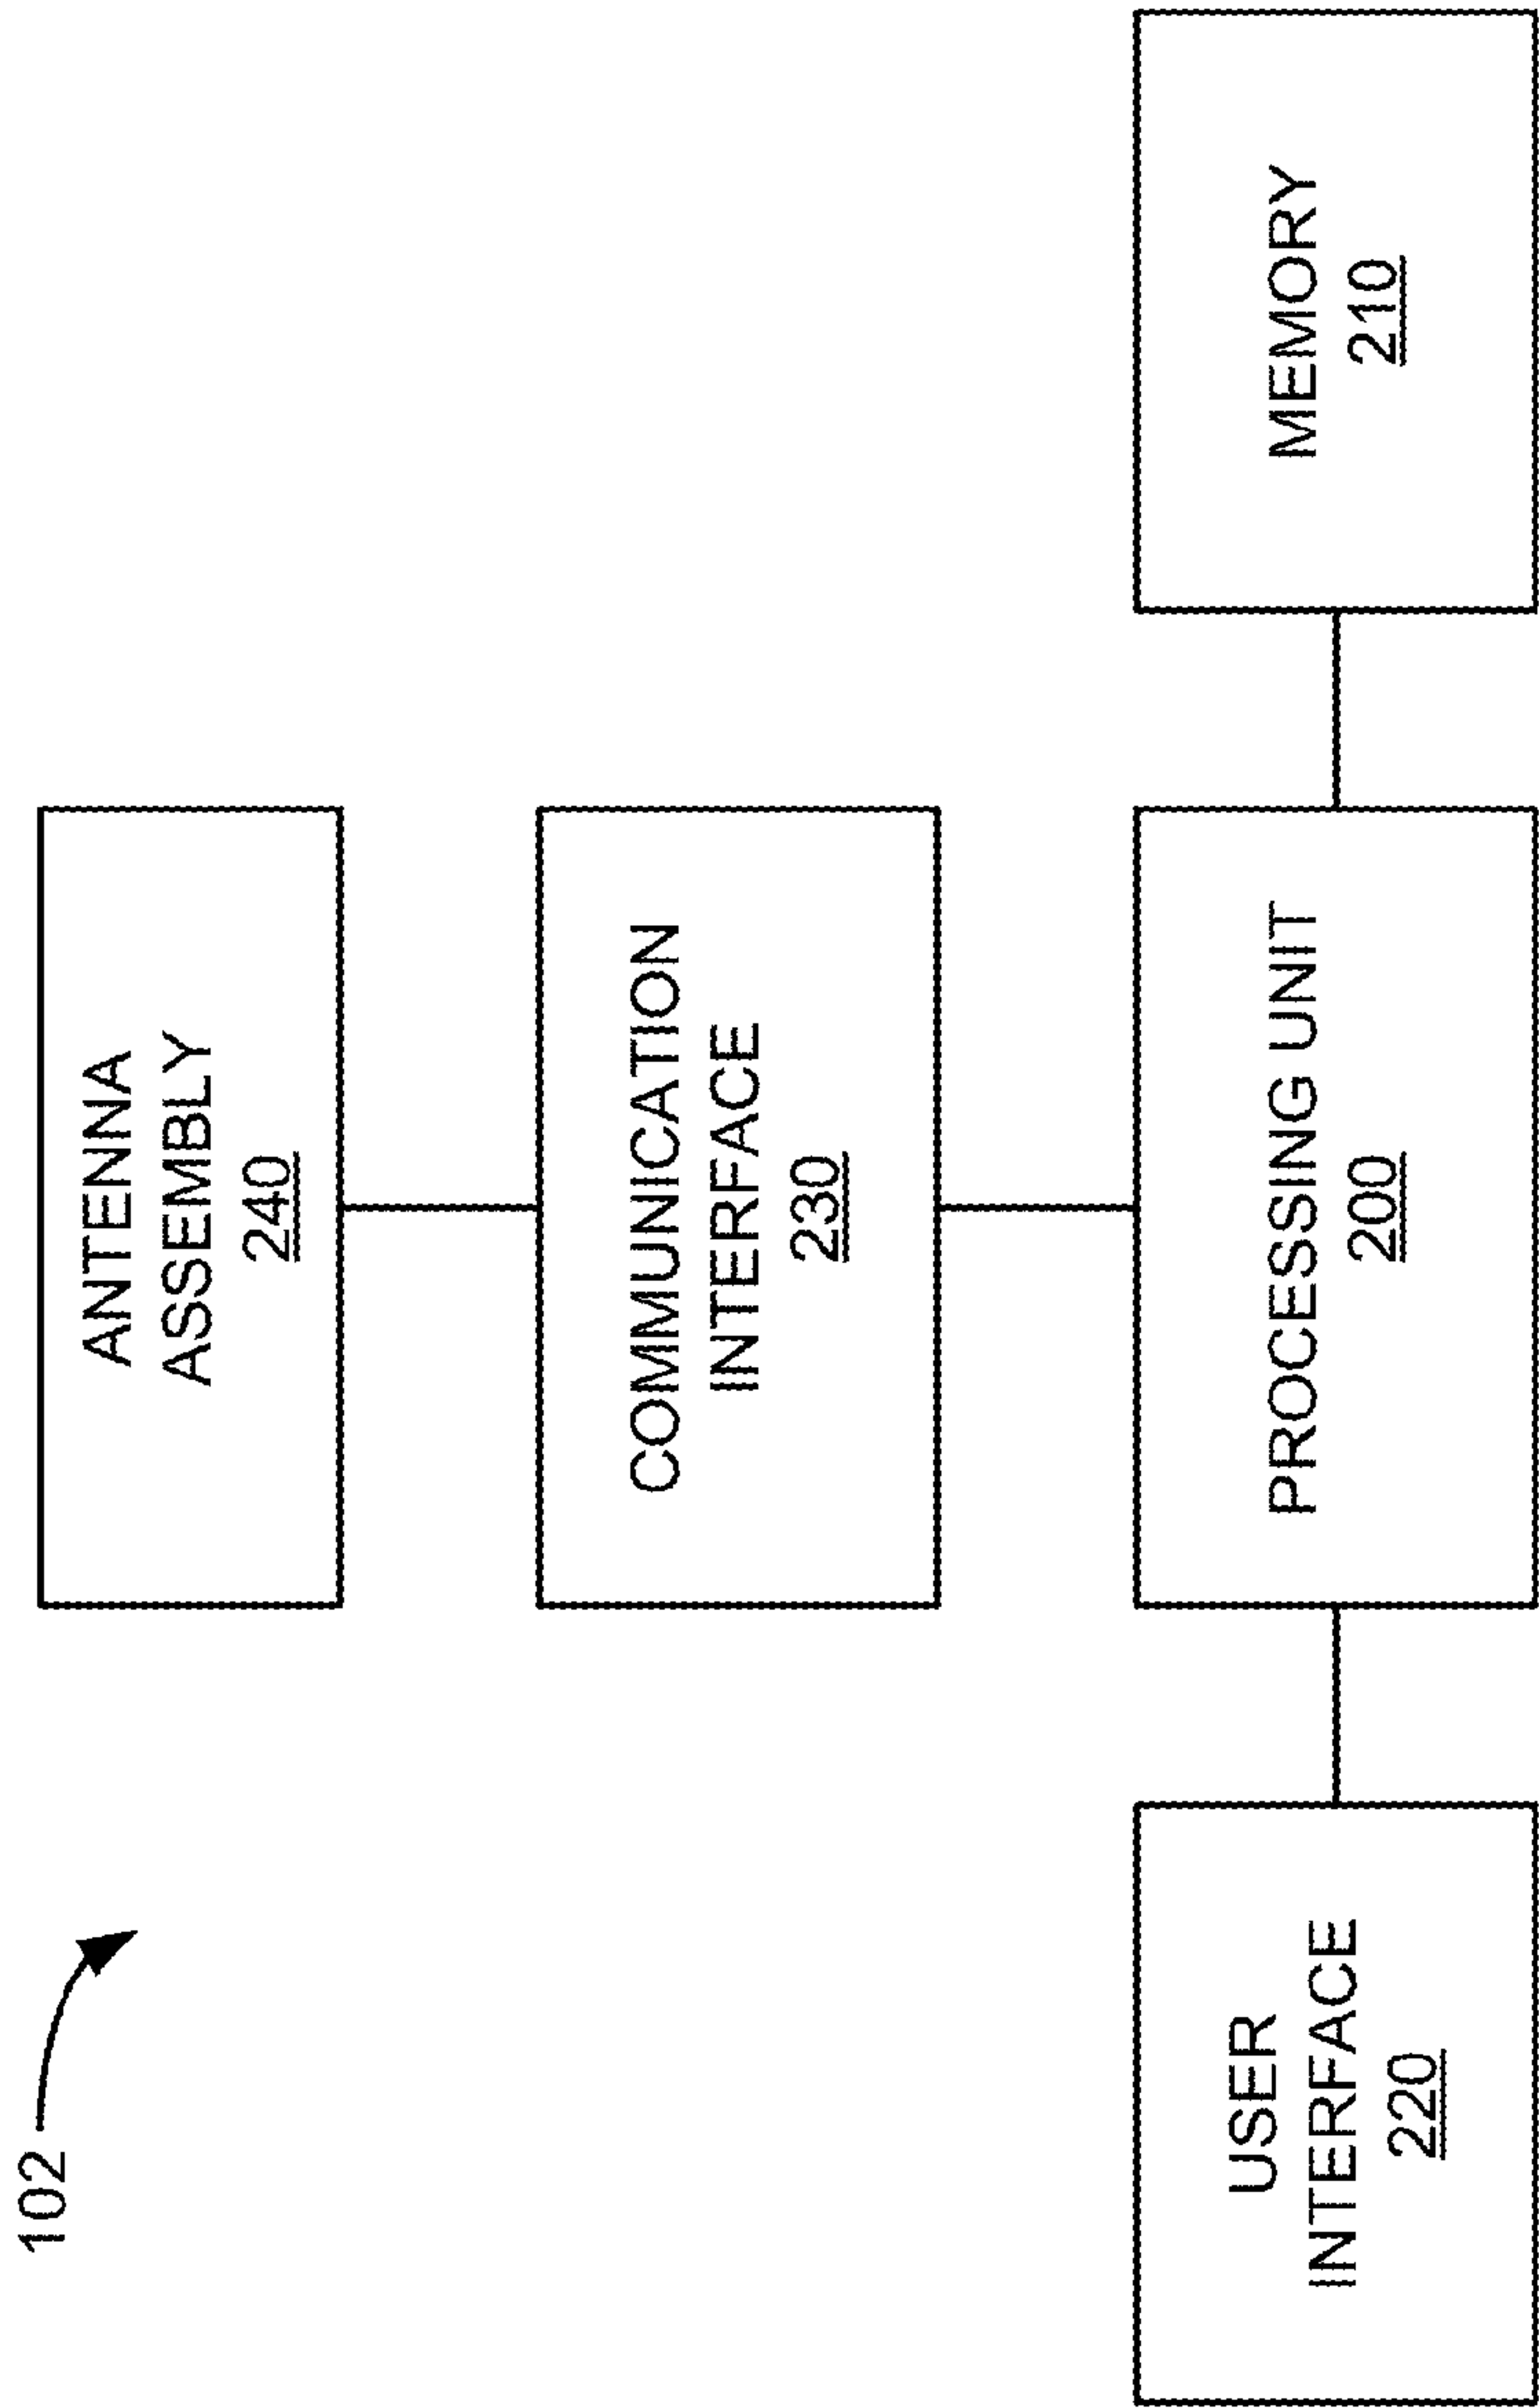 102
ANTENNA
ASSEMBLY
240
COMMUNICATION
INTERFACE
230
USER
INTERFACE
220
PROCESSING UNIT
200
MEMORY
210